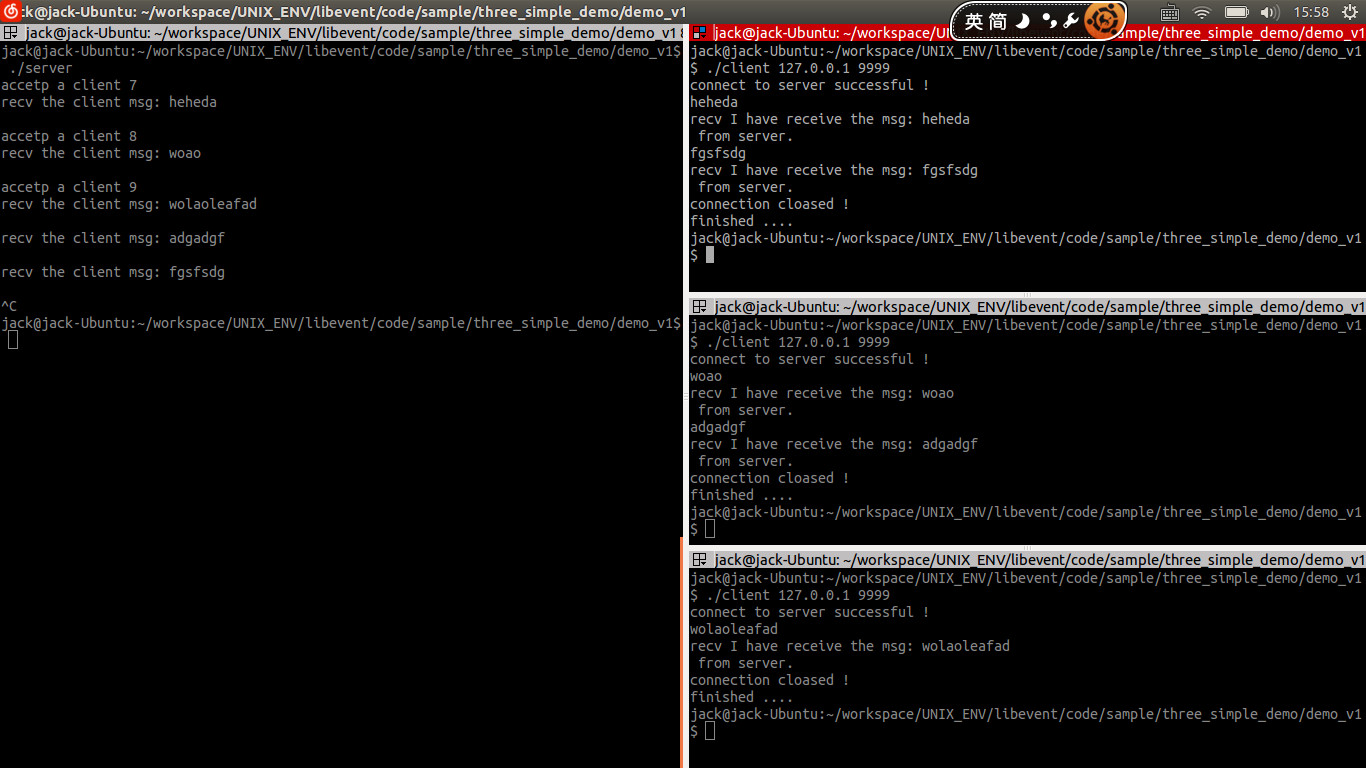 ck@jack-Ubuntu: ~/workspace/UNIX_ENV/libevent/code/sample/three_simple_demo/demo_v1
英 简
15:58
jack@jack-Ubuntu: ~/workspace/UNIX_ENV/libevent/code/sample/three_simple_demo/demo_v1
jack@jack-Ubuntu:~/workspace/UNIX_ENV/libevent/code/sample/three_simple_demo/demo_v1$
./server
accetp a client 7
recv the client msg: heheda
accetp a client 8
recv the client msg: woao
accetp a client 9
recv the client msg: wolaoleafad
recv the client msg: adgadgf
recv the client msg: fgsfsdg
^C
jack@jack-Ubuntu:~/workspace/UNIX_ENV/libevent/code/sample/three_simple_demo/demo_v1$
jack@jack-Ubuntu: ~/workspace/UNIX_ENV/libevent/code/sample/three_simple_demo/demo_v1
jack@jack-Ubuntu:~/workspace/UNIX_ENV/libevent/code/sample/three_simple_demo/demo_v1
$ ./client 127.0.0.1 9999
connect to server successful !
heheda
recv I have receive the msg: heheda
from server.
fgsfsdg
recv I have receive the msg: fgsfsdg
from server.
connection cloased !
finished ....
jack@jack-Ubuntu:~/workspace/UNIX_ENV/libevent/code/sample/three_simple_demo/demo_v1
$
jack@jack-Ubuntu: ~/workspace/UNIX_ENV/libevent/code/sample/three_simple_demo/demo_v1
jack@jack-Ubuntu:~/workspace/UNIX_ENV/libevent/code/sample/three_simple_demo/demo_v1
$ ./client 127.0.0.1 9999
connect to server successful !
woao
recv I have receive the msg: woao
from server.
adgadgf
recv I have receive the msg: adgadgf
from server.
connection cloased !
finished ....
jack@jack-Ubuntu:~/workspace/UNIX_ENV/libevent/code/sample/three_simple_demo/demo_v1
$
jack@jack-Ubuntu: ~/workspace/UNIX_ENV/libevent/code/sample/three_simple_demo/demo_v1
jack@jack-Ubuntu:~/workspace/UNIX_ENV/libevent/code/sample/three_simple_demo/demo_v1
$ ./client 127.0.0.1 9999
connect to server successful !
wolaoleafad
recv I have receive the msg: wolaoleafad
from server.
connection cloased !
finished ....
jack@jack-Ubuntu:~/workspace/UNIX_ENV/libevent/code/sample/three_simple_demo/demo_v1
$